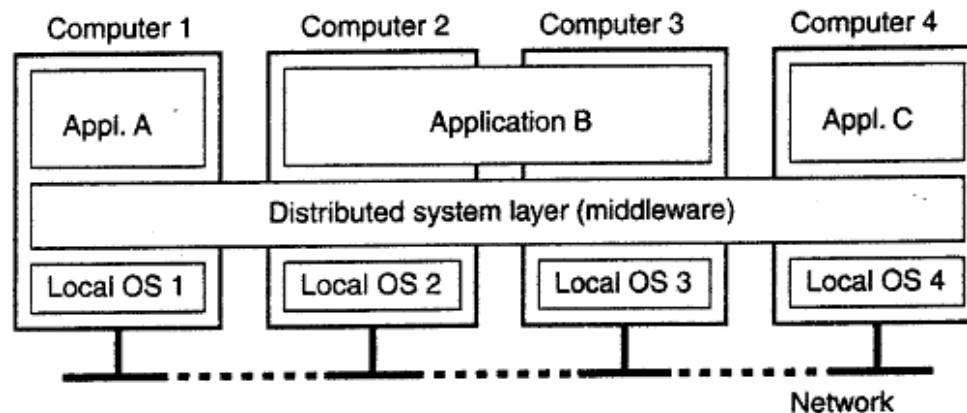 Computer 1
Computer 2
Computer 3
Computer 4
Appl. A
Application B
Appl. C
Distributed system layer (middleware)
Local OS 1
Local OS 2
Local OS 3
Local OS 4
Network